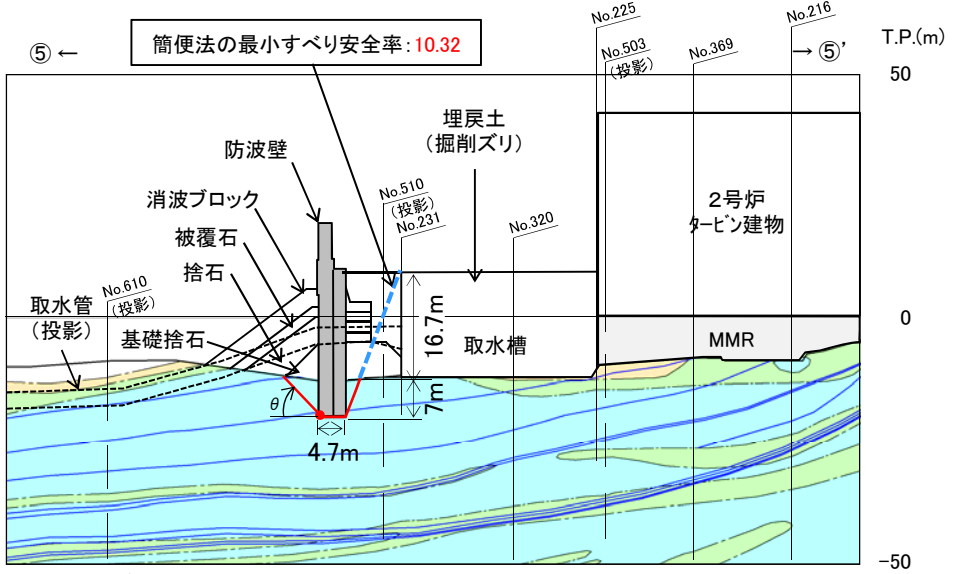 簡便法の最小すべり安全率：10.32
⑤ ←
→ ⑤’
T.P.(m)
50
0
-50
No.225
No.503
(投影)
No.369
No.216
埋戻土
(掘削ズリ)
防波壁
消波ブロック
被覆石
捨石
No.510
(投影)
No.231
No.320
2号炉
タービン建物
No.610
(投影)
取水管
(投影)
基礎捨石
16.7m
取水槽
MMR
θ
7m
4.7m